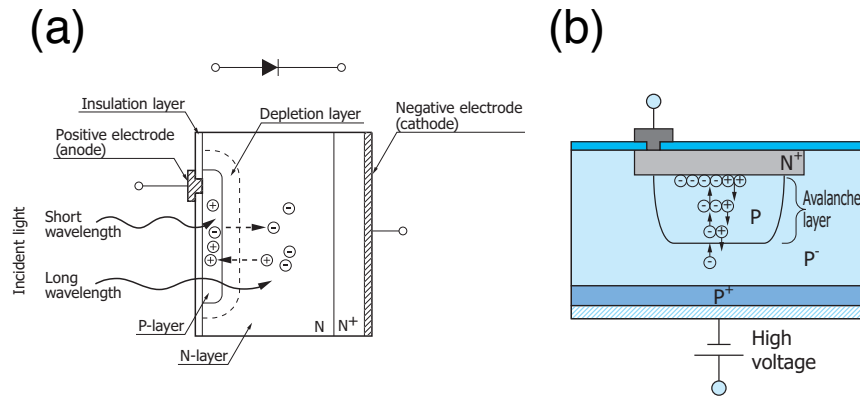 (a)
Insulation layer
Depletion layer
Negative electrode
(cathode)
Positive electrode
(anode)
Short
wavelength
Incident light
Long
wavelength
P-layer
N-layer
N
N+
(b)
N+
P
Avalanche
layer
P-
P+
High
voltage